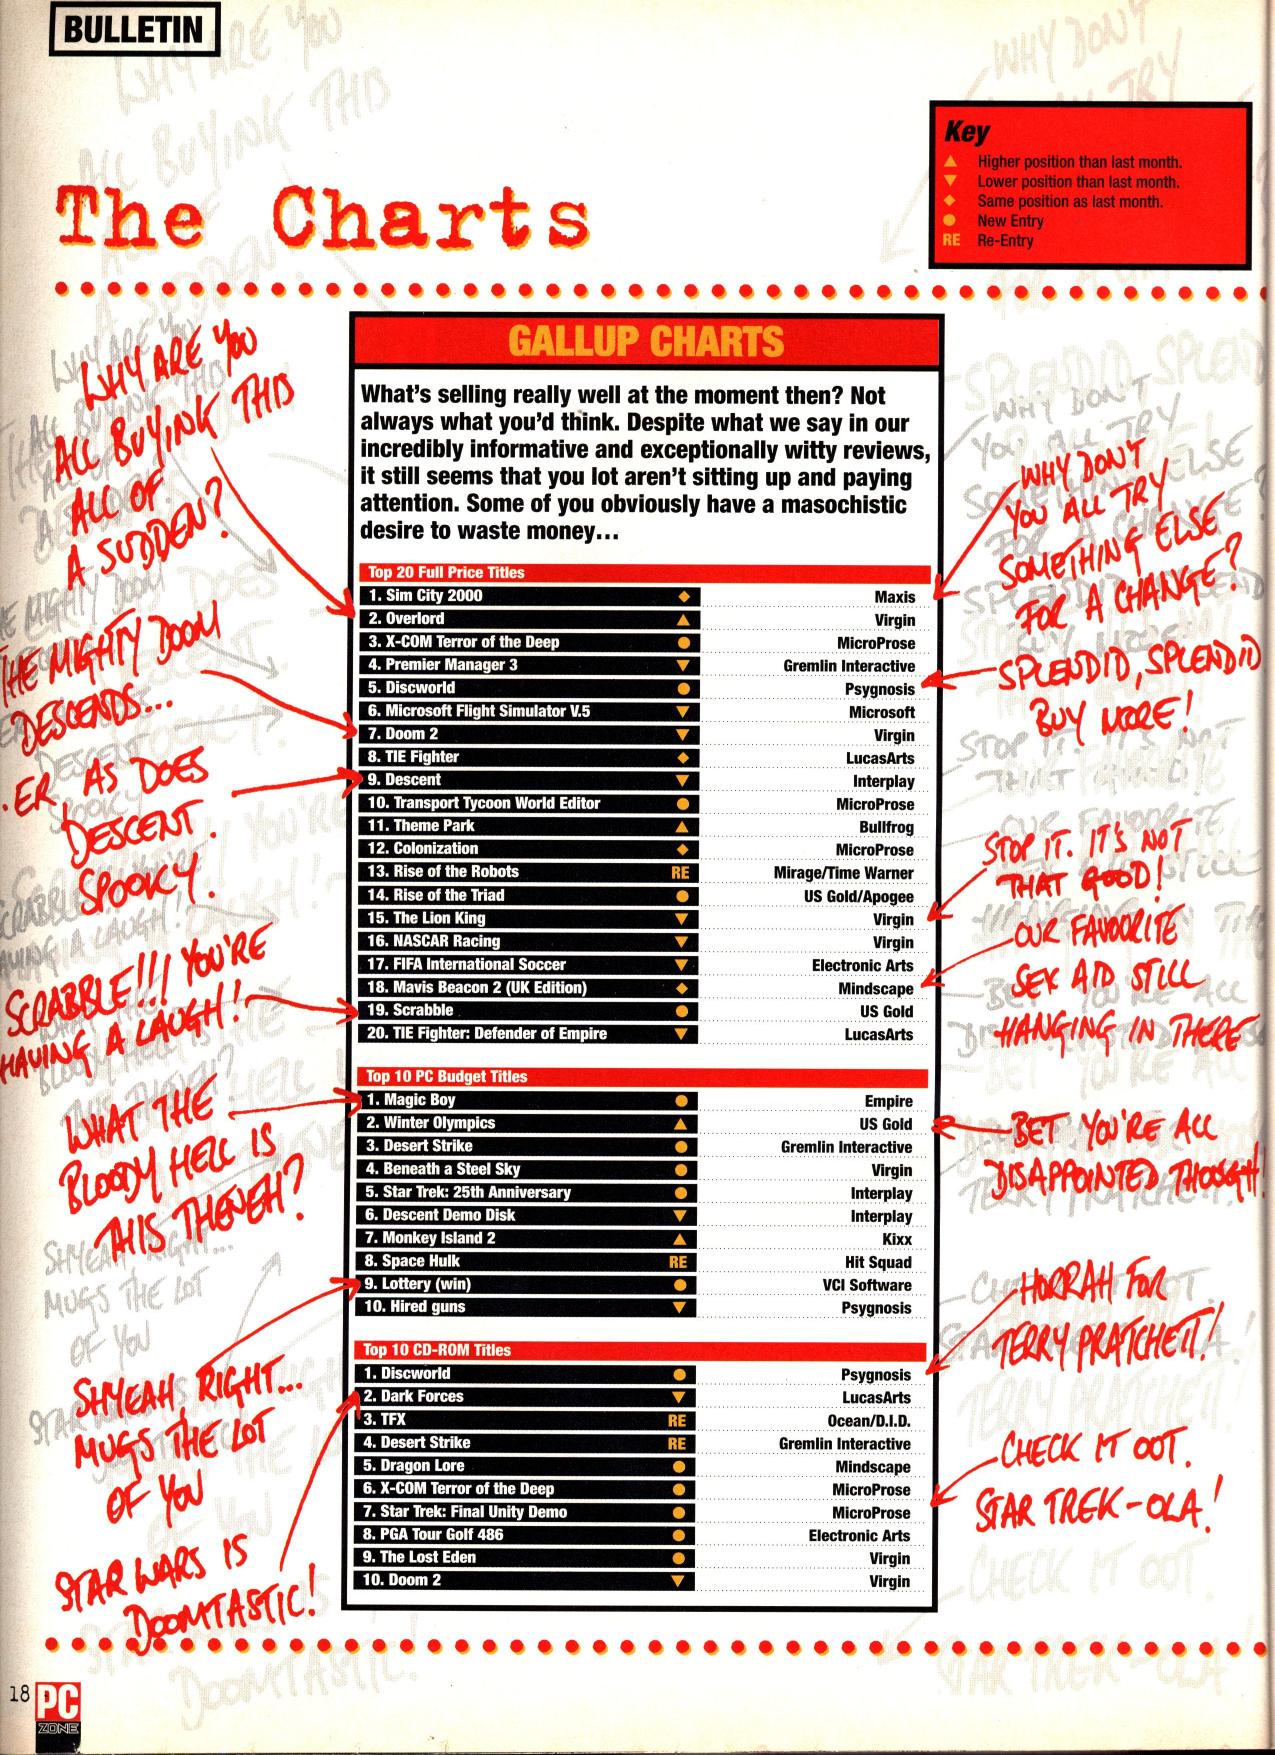 BULLETIN
The Charts
Key
▲ Higher position than last month.
▼ Lower position than last month.
◆ Same position as last month.
● New Entry
RE Re-Entry
GALLUP CHARTS
What's selling really well at the moment then? Not
always what you'd think. Despite what we say in our
incredibly informative and exceptionally witty reviews,
it still seems that you lot aren't sitting up and paying
attention. Some of you obviously have a masochistic
desire to waste money...
Top 20 Full Price Titles
1. Sim City 2000 ◆ Maxis
2. Overlord ▲ Virgin
3. X-COM Terror of the Deep ● MicroProse
4. Premier Manager 3 ▼ Gremlin Interactive
5. Discworld ● Psygnosis
6. Microsoft Flight Simulator V.5 ▼ Microsoft
7. Doom 2 ▼ Virgin
8. TIE Fighter ◆ LucasArts
9. Descent ▼ Interplay
10. Transport Tycoon World Editor ● MicroProse
11. Theme Park ▲ Bullfrog
12. Colonization ◆ MicroProse
13. Rise of the Robots RE Mirage/Time Warner
14. Rise of the Triad ● US Gold/Apogee
15. The Lion King ▼ Virgin
16. NASCAR Racing ▼ Virgin
17. FIFA International Soccer ▼ Electronic Arts
18. Mavis Beacon 2 (UK Edition) ◆ Mindscape
19. Scrabble ● US Gold
20. TIE Fighter: Defender of Empire ▼ LucasArts
Top 10 PC Budget Titles
1. Magic Boy ● Empire
2. Winter Olympics ▲ US Gold
3. Desert Strike ● Gremlin Interactive
4. Beneath a Steel Sky ● Virgin
5. Star Trek: 25th Anniversary ● Interplay
6. Descent Demo Disk ▼ Interplay
7. Monkey Island 2 ▲ Kixx
8. Space Hulk RE Hit Squad
9. Lottery (win) ● VCI Software
10. Hired guns ▼ Psygnosis
Top 10 CD-ROM Titles
1. Discworld ● Psygnosis
2. Dark Forces ▼ LucasArts
3. TFX RE Ocean/D.I.D.
4. Desert Strike RE Gremlin Interactive
5. Dragon Lore ● Mindscape
6. X-COM Terror of the Deep ● MicroProse
7. Star Trek: Final Unity Demo ● MicroProse
8. PGA Tour Golf 486 ● Electronic Arts
9. The Lost Eden ● Virgin
10. Doom 2 ▼ Virgin
WHY ARE YOU
ALL BUYING THIS
ALL OF
A SUDDEN?
THE MIGHTY DOOM
DESCENDS...
.ER, AS DOES
DESCENT.
SPOOKY.
SCRABBLE!!! YOU'RE
HAVING A LAUGH!
WHAT THE
BLOODY HELL IS
THIS THEN EH?
SHYEAH, RIGHT...
MUGS THE LOT
OF YOU
STAR WARS IS
DOOMTASTIC!
WHY DON'T
YOU ALL TRY
SOMETHING ELSE
FOR A CHANGE?
SPLENDID, SPLENDID
BUY MORE!
STOP IT. IT'S NOT
THAT GOOD!
OUR FAVOORITE
SEX AID STILL
HANGING IN THERE
BET YOU'RE ALL
DISAPPOINTED THOUGH!
HORRAH FOR
TERRY PRATCHETT!
CHECK IT OOT.
STAR TREK-OLA!
18
PC
ZONE